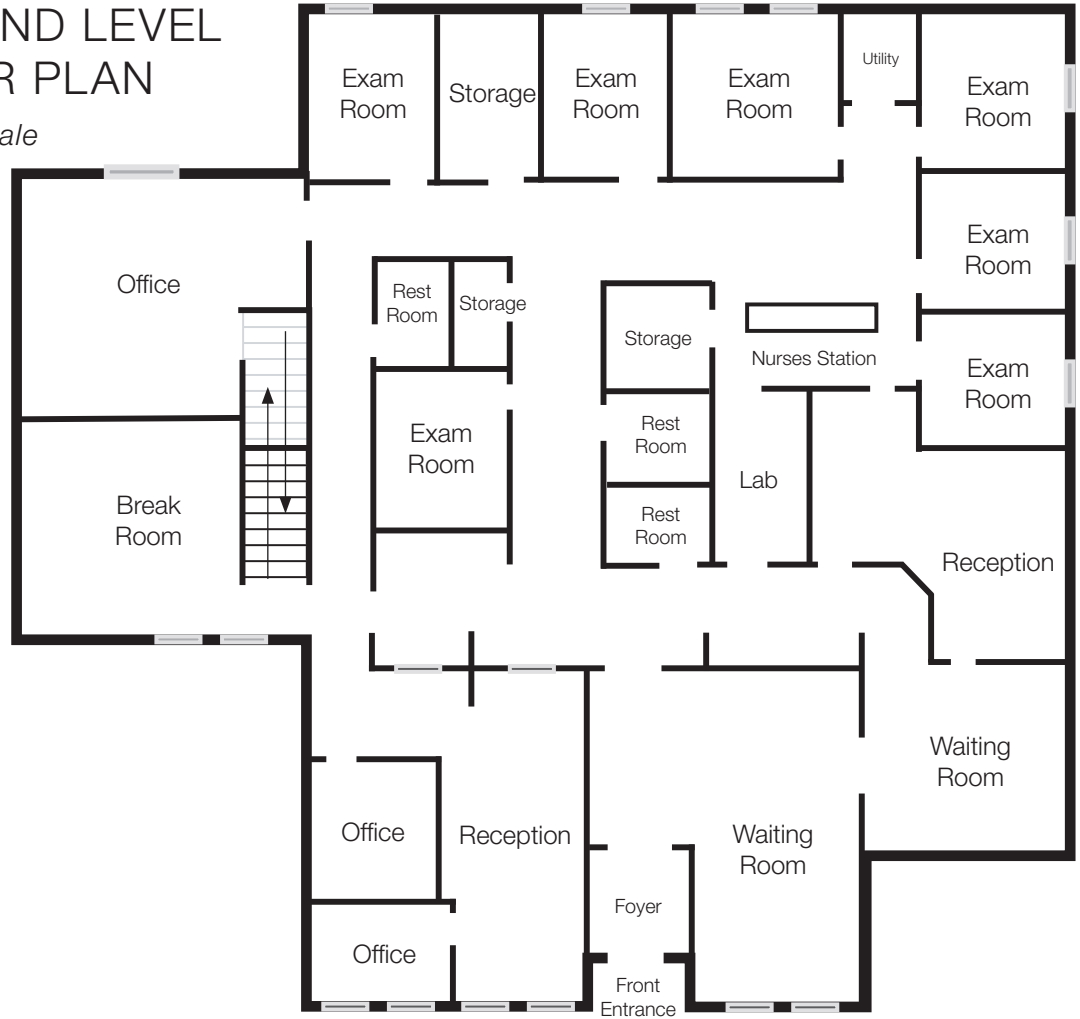 ND LEVEL
R PLAN
ale
Exam
Room
Storage
Exam
Room
Exam
Room
Utility
Exam
Room
Office
Rest
Room
Storage
Storage
Nurses Station
Exam
Room
Exam
Room
Exam
Room
Rest
Room
Lab
Rest
Room
Break
Room
Reception
Waiting
Room
Office
Reception
Waiting
Room
Foyer
Office
Front
Entrance